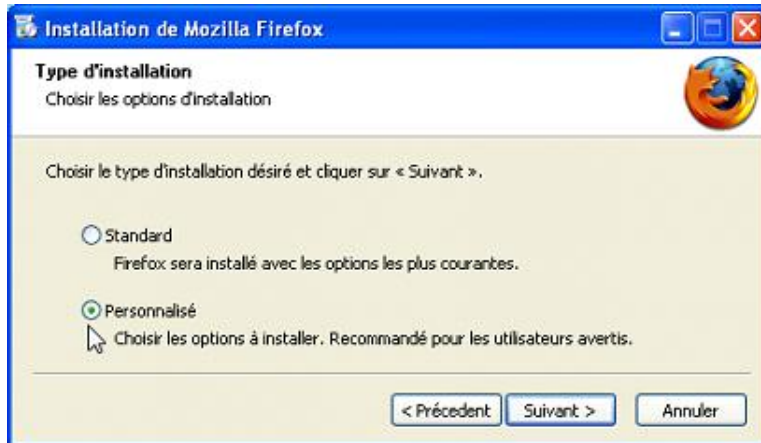 Installation de Mozilla Firefox
Type d'installation
Choisir les options d'installation
Choisir le type d'installation désiré et cliquer sur « Suivant ».
Standard
Firefox sera installé avec les options les plus courantes.
Personnalisé
Choisir les options à installer. Recommandé pour les utilisateurs avertis.
< Précedent Suivant > Annuler